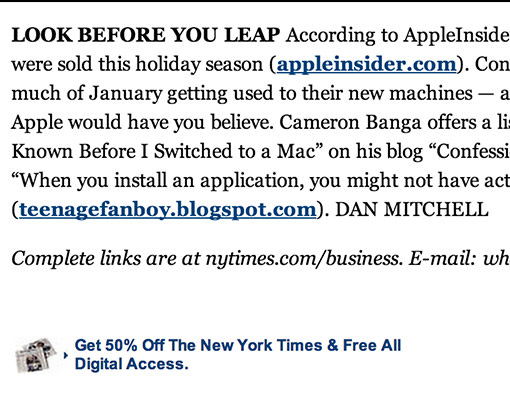 LOOK BEFORE YOU LEAP According to AppleInside
were sold this holiday season (appleinsider.com). Con
much of January getting used to their new machines — a
Apple would have you believe. Cameron Banga offers a lis
Known Before I Switched to a Mac” on his blog “Confessi
“When you install an application, you might not have act
(teenagefanboy.blogspot.com). DAN MITCHELL
Complete links are at nytimes.com/business. E-mail: wh
Get 50% Off The New York Times & Free All
Digital Access.